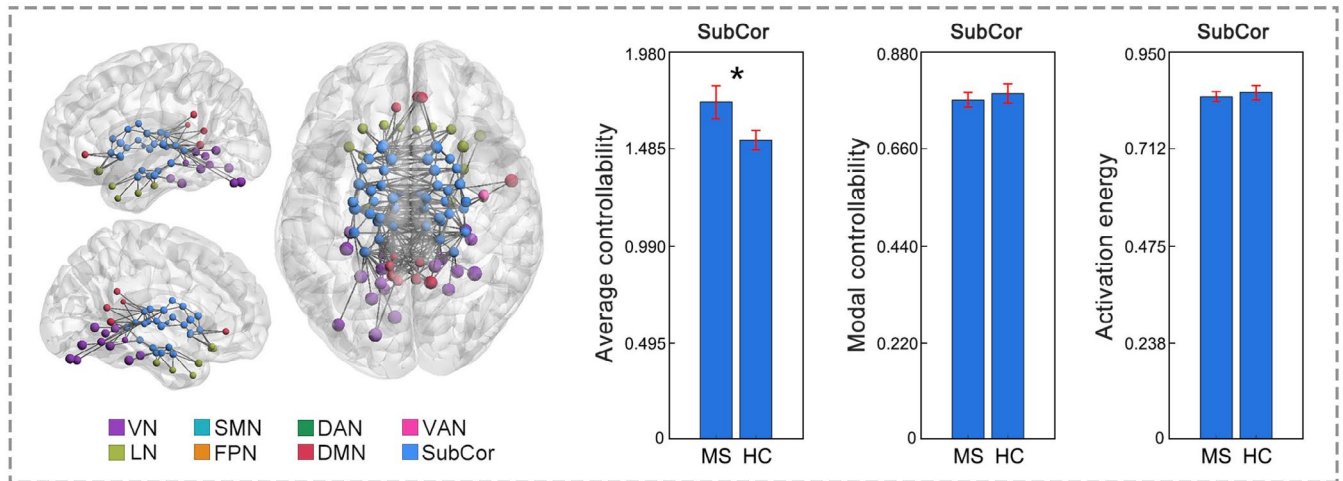 VN SMN DAN VAN
LN FPN DMN SubCor
SubCor
Average controllability
1.980
1.485
0.990
0.495
0
*
MS HC
SubCor
Modal controllability
0.880
0.660
0.440
0.220
0
MS HC
SubCor
Activation energy
0.950
0.712
0.475
0.238
0
MS HC